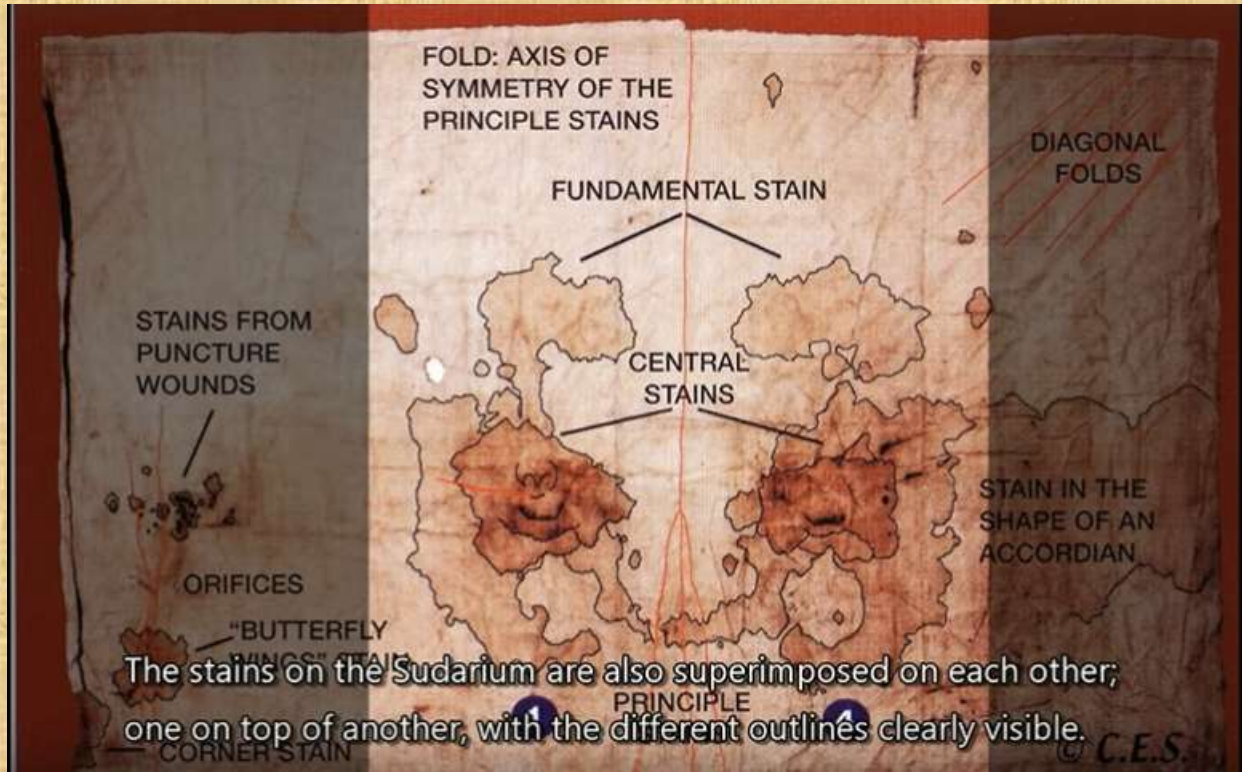 FOLD: AXIS OF
SYMMETRY OF THE
PRINCIPLE STAINS
DIAGONAL
FOLDS
FUNDAMENTAL STAIN
STAINS FROM
PUNCTURE
WOUNDS
CENTRAL
STAINS
STAIN IN THE
SHAPE OF AN
ACCORDIAN
ORIFICES
"BUTTERFLY
WINGS" STAIN
The stains on the Sudarium are also superimposed on each other;
one on top of another, with the different outlines clearly visible.
PRINCIPLE
CORNER STAIN
© C.E.S.